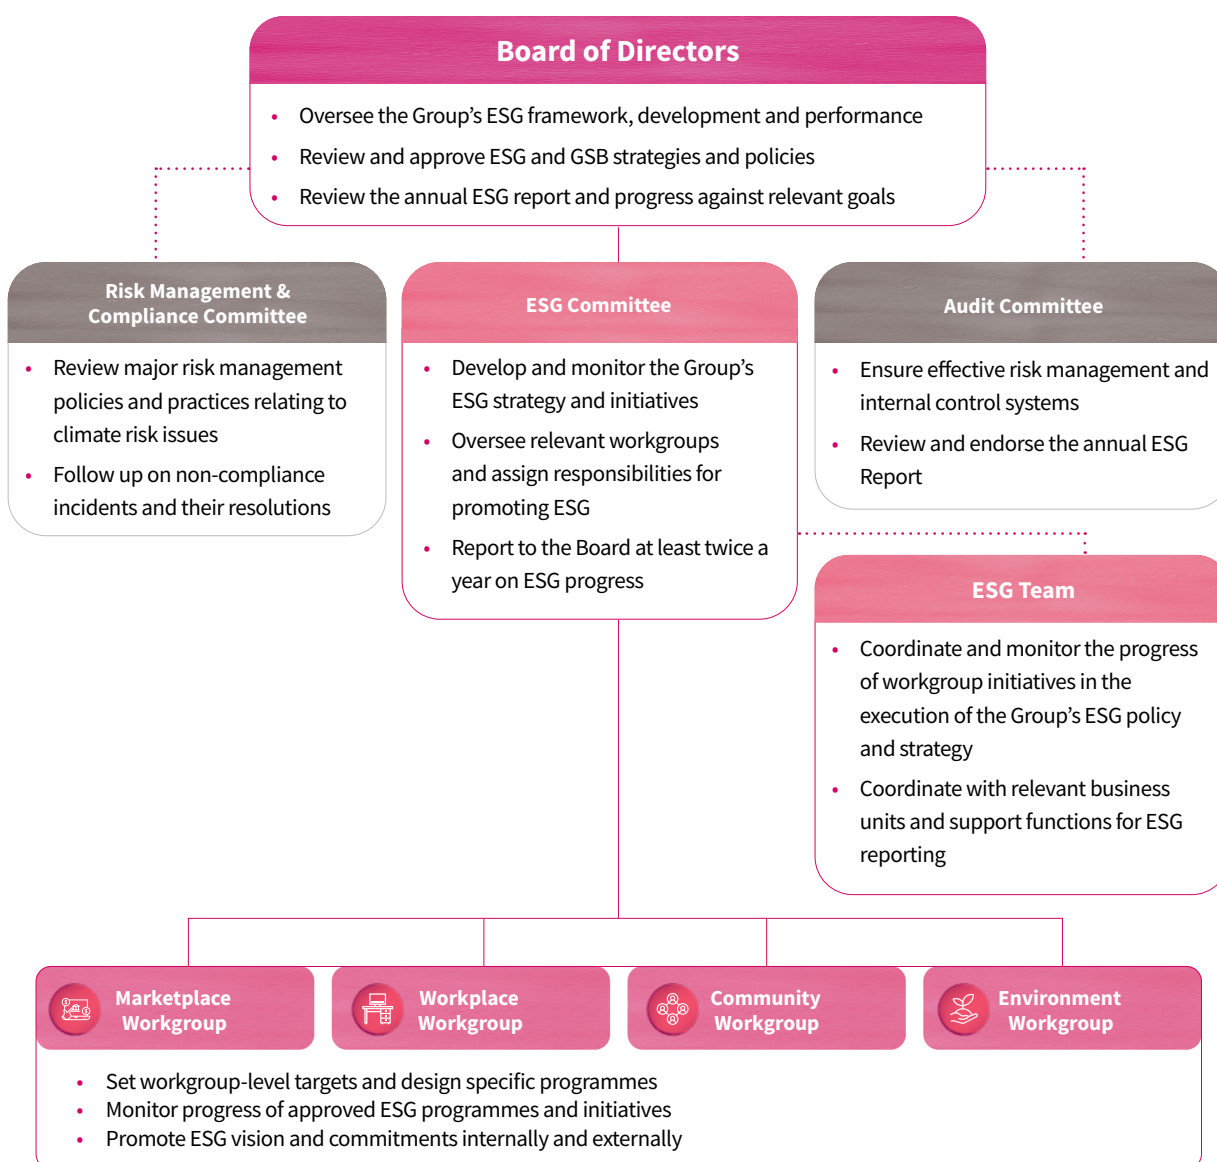 Board of Directors
• Oversee the Group’s ESG framework, development and performance
• Review and approve ESG and GSB strategies and policies
• Review the annual ESG report and progress against relevant goals
Risk Management &
Compliance Committee
• Review major risk management
policies and practices relating to
climate risk issues
• Follow up on non-compliance
incidents and their resolutions
ESG Committee
• Develop and monitor the Group’s
ESG strategy and initiatives
• Oversee relevant workgroups
and assign responsibilities for
promoting ESG
• Report to the Board at least twice a
year on ESG progress
Audit Committee
• Ensure effective risk management and
internal control systems
• Review and endorse the annual ESG
Report
ESG Team
• Coordinate and monitor the progress
of workgroup initiatives in the
execution of the Group’s ESG policy
and strategy
• Coordinate with relevant business
units and support functions for ESG
reporting
Marketplace
Workgroup
Workplace
Workgroup
Community
Workgroup
Environment
Workgroup
• Set workgroup-level targets and design specific programmes
• Monitor progress of approved ESG programmes and initiatives
• Promote ESG vision and commitments internally and externally